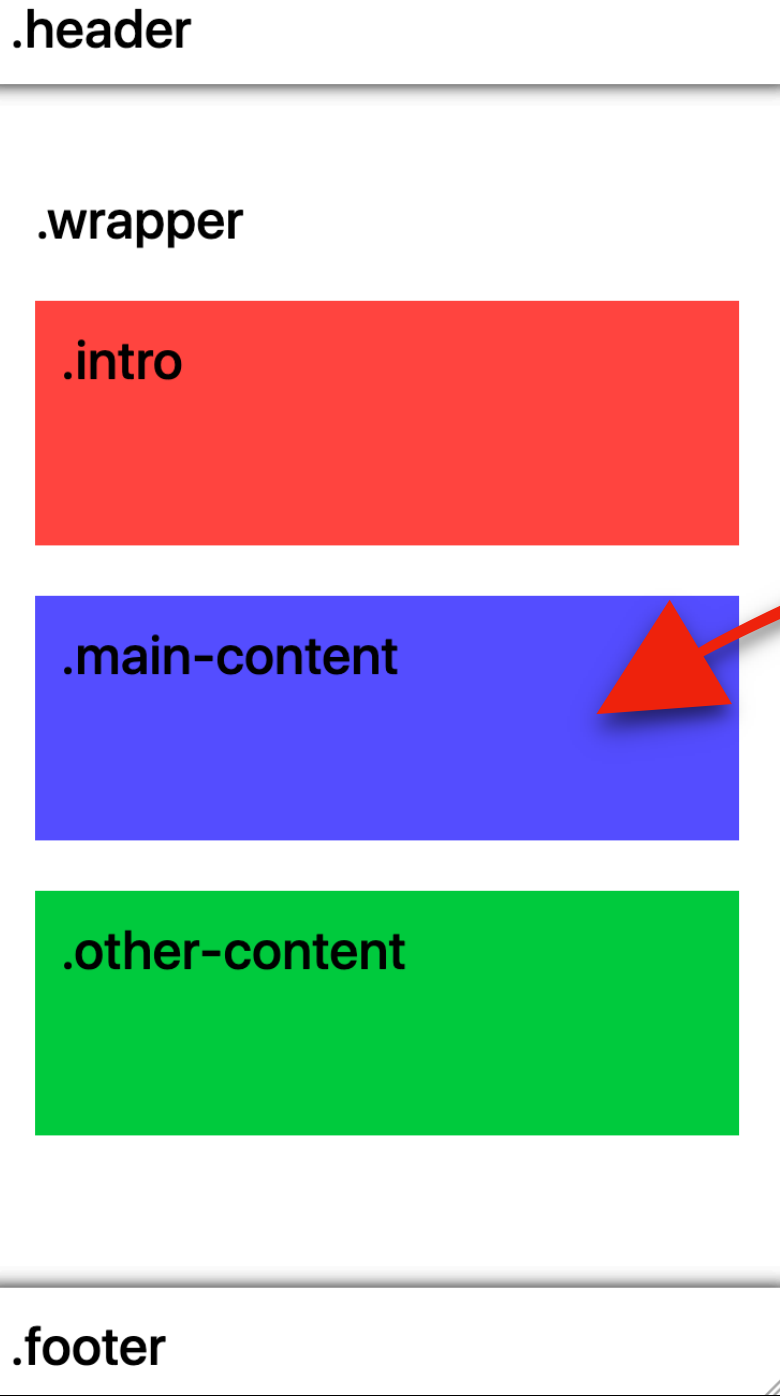 .header
.wrapper
.intro
.main-content
.other-content
.footer